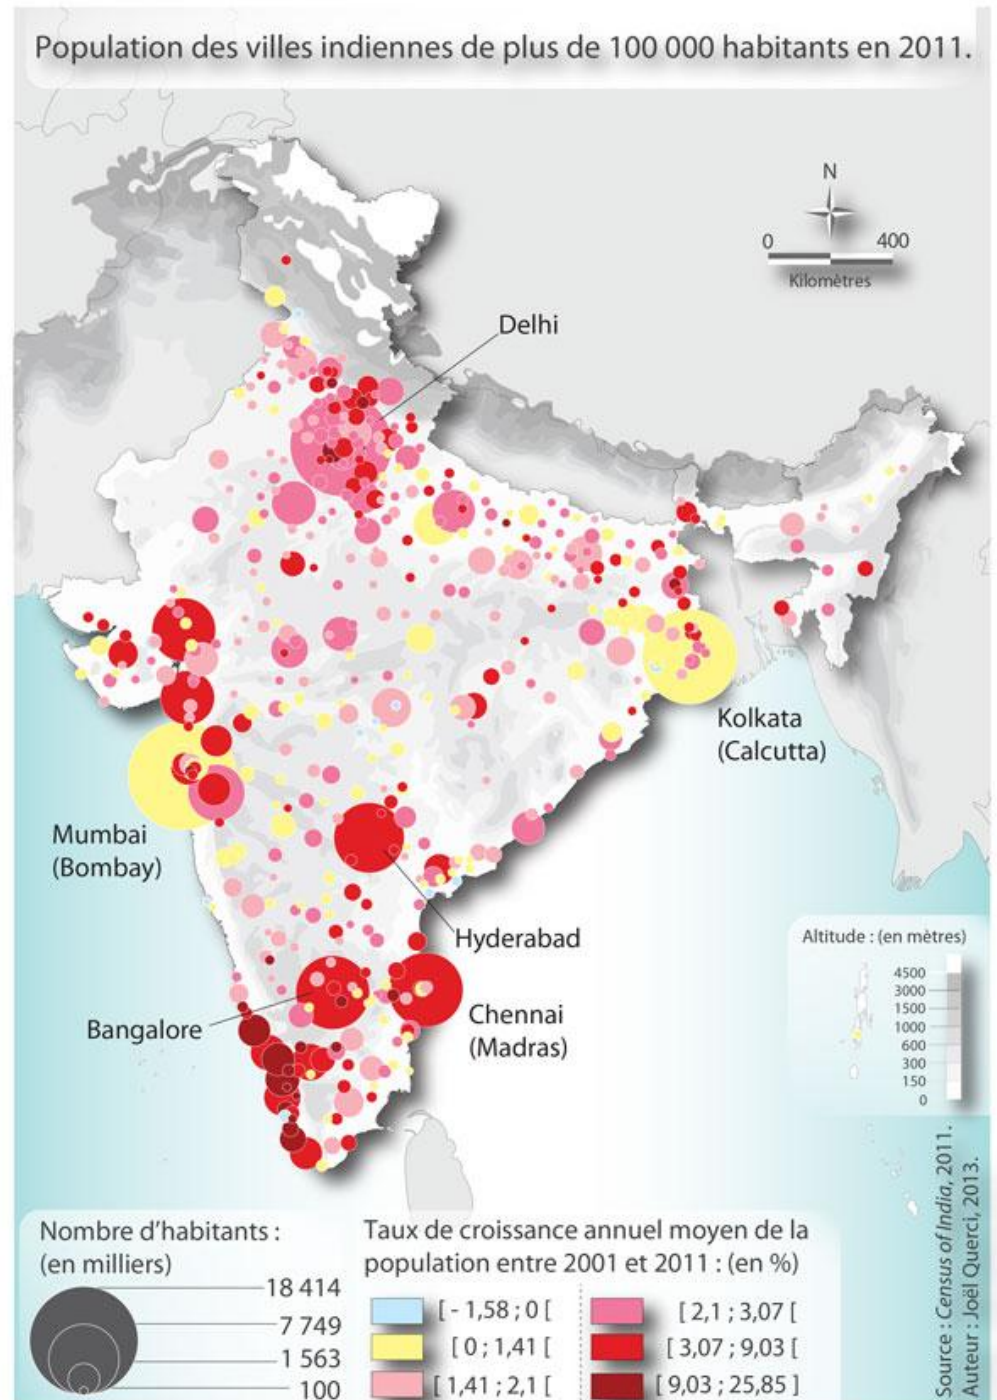 Population des villes indiennes de plus de 100 000 habitants en 2011.
N
0 400
Kilomètres
Delhi
Kolkata
(Calcutta)
Mumbai
(Bombay)
Hyderabad
Bangalore
Chennai
(Madras)
Altitude : (en mètres)
4500
3000
1500
1000
600
300
150
0
Nombre d'habitants :
(en milliers)
18 414
7 749
1 563
100
Taux de croissance annuel moyen de la
population entre 2001 et 2011 : (en %)
[ - 1,58 ; 0 [
[ 0 ; 1,41 [
[ 1,41 ; 2,1 [
[ 2,1 ; 3,07 [
[ 3,07 ; 9,03 [
[ 9,03 ; 25,85 ]
Source : Census of India, 2011.
Auteur : Joël Querci, 2013.